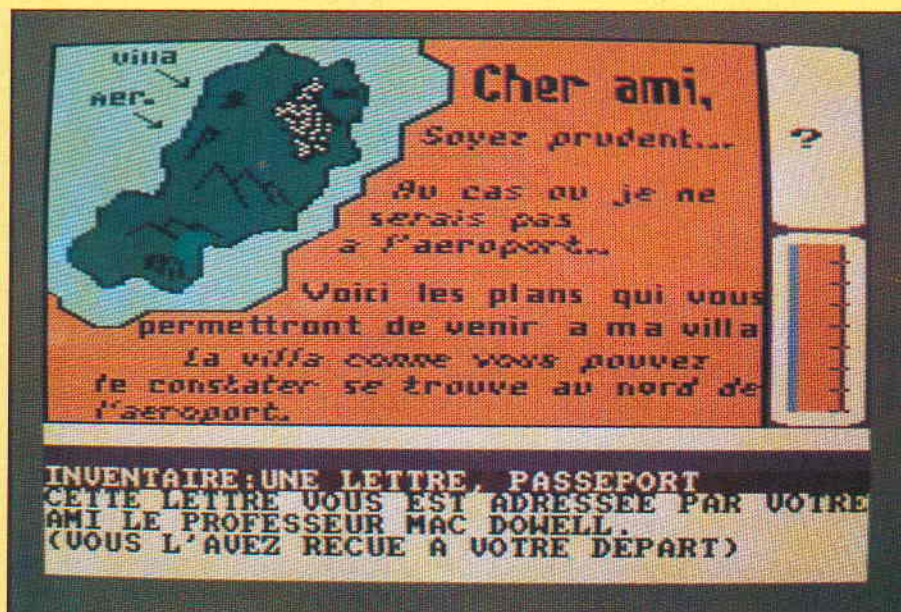 villa
aer.
Cher ami,
Soyez prudent...
Au cas ou je ne
serais pas
a l'aeroport..
Voici les plans qui vous
permettront de venir a ma villa
La villa comme vous pouvez
le constater se trouve au nord de
l'aeroport.
?
INVENTAIRE:UNE LETTRE, PASSEPORT
CETTE LETTRE VOUS EST ADRESSEE PAR VOTRE
AMI LE PROFESSEUR MAC DOWELL.
(VOUS L'AVEZ RECUE A VOTRE DÉPART)